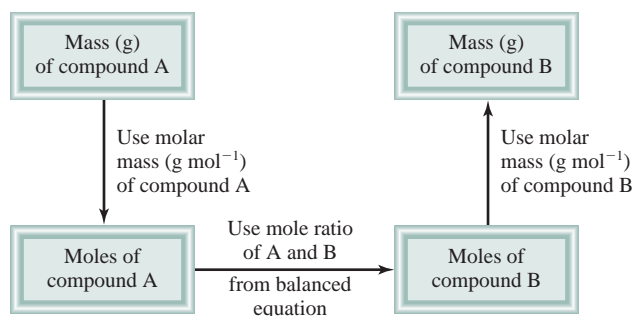 Mass (g)
of compound A
Mass (g)
of compound B
Use molar
mass (g mol⁻¹)
of compound A
Use molar
mass (g mol⁻¹)
of compound B
Moles of
compound A
Use mole ratio
of A and B
from balanced
equation
Moles of
compound B